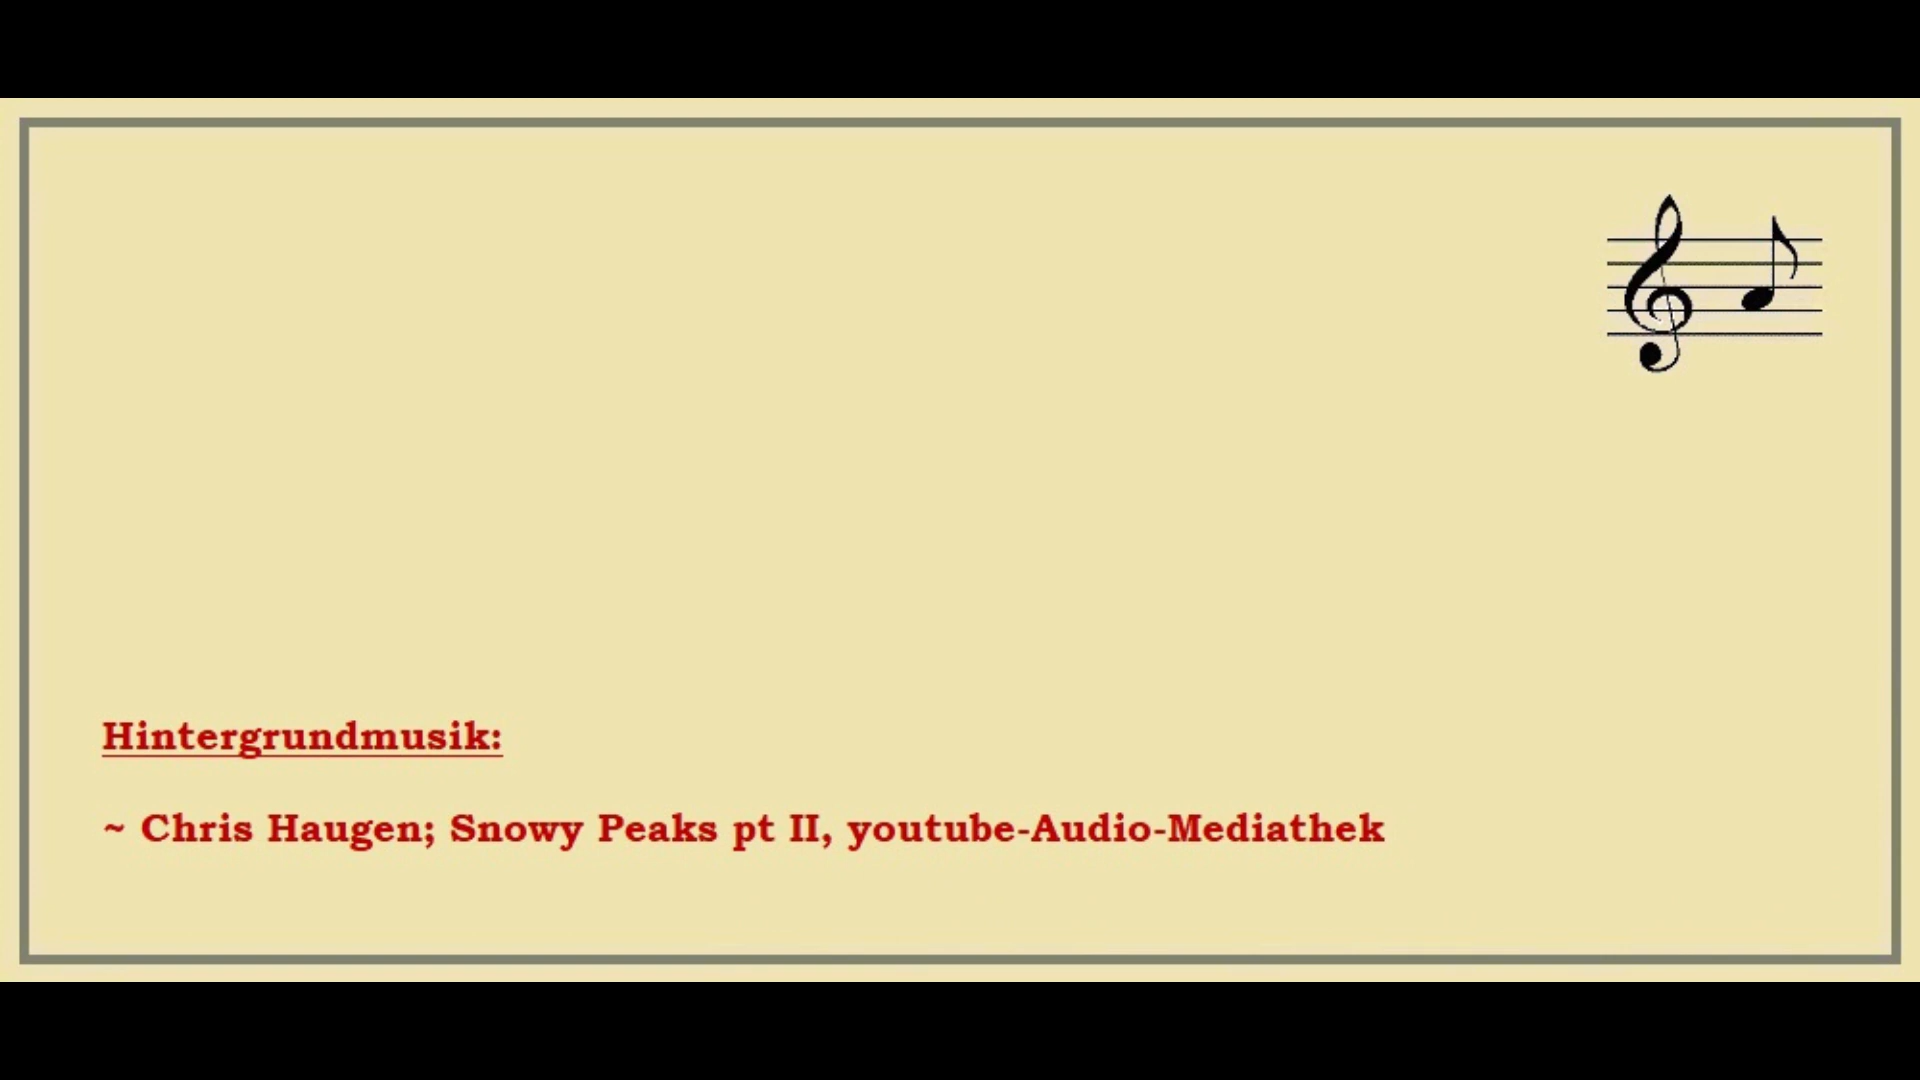 Hintergrundmusik:
~ Chris Haugen; Snowy Peaks pt II, youtube-Audio-Mediathek